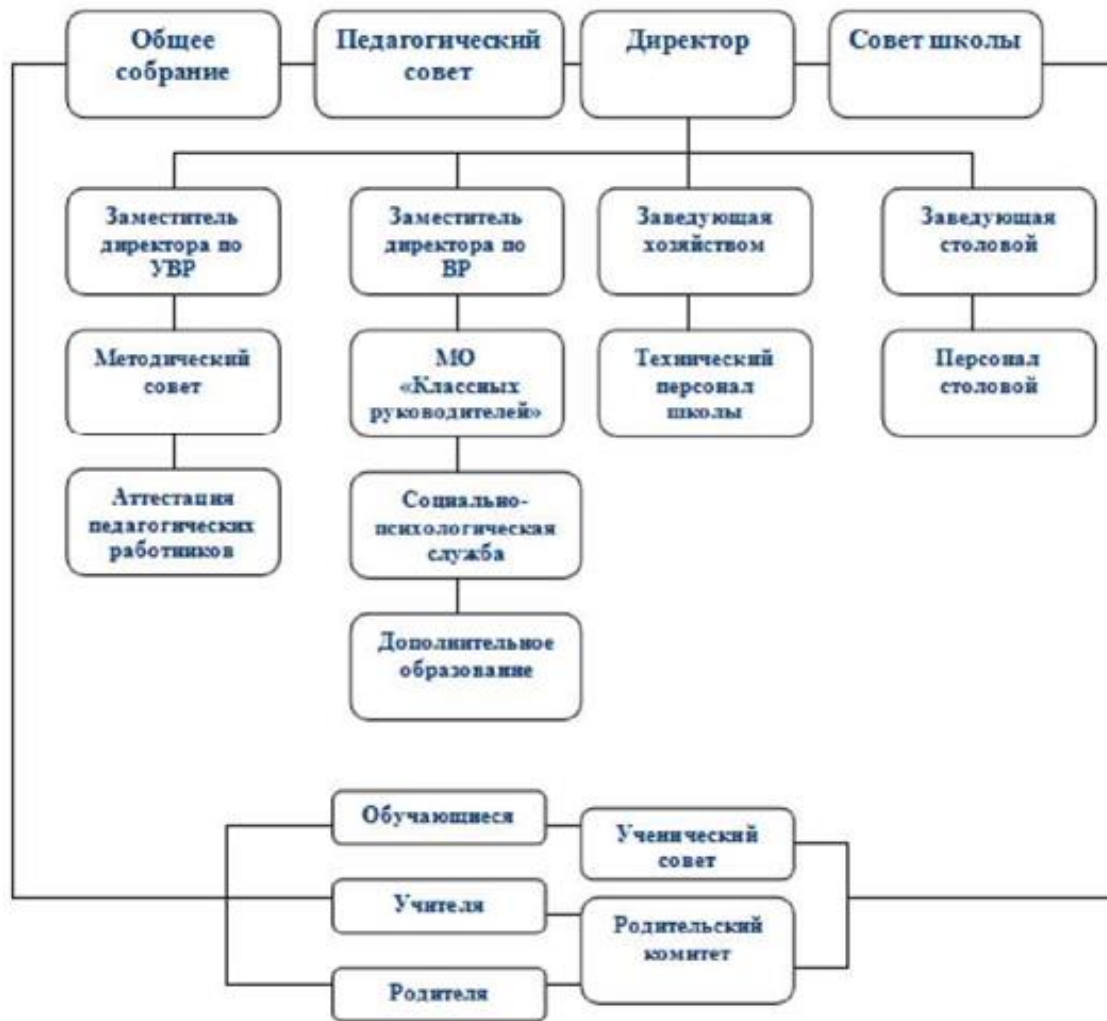 Общее
собрание
Педагогический
совет
Директор
Совет школы
Заместитель
директора по
УВР
Заместитель
директора по
ВР
Заведующая
хозяйством
Заведующая
столовой
Методический
совет
МО
«Классных
руководителей»
Технический
персонал
школы
Персонал
столовой
Аттестация
педагогических
работников
Социально-
психологическая
служба
Дополнительное
образование
Обучающиеся
Ученический
совет
Учителя
Родительский
комитет
Родителя